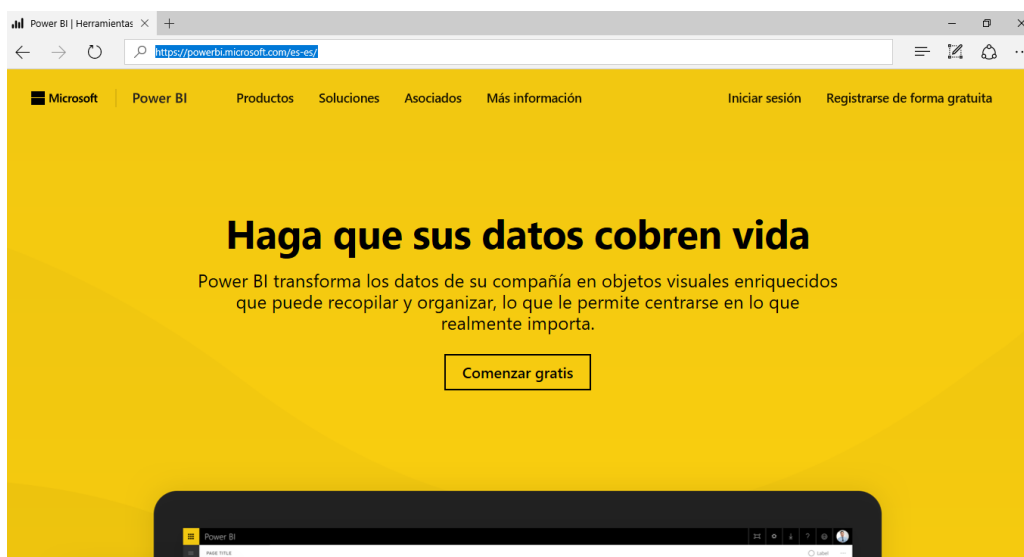 Power BI | Herramientas
https://powerbi.microsoft.com/es-es/
Microsoft Power BI Productos Soluciones Asociados Más información Iniciar sesión Registrarse de forma gratuita
Haga que sus datos cobren vida
Power BI transforma los datos de su compañía en objetos visuales enriquecidos
que puede recopilar y organizar, lo que le permite centrarse en lo que
realmente importa.
Comenzar gratis
Power BI
PAGE TITLE Label